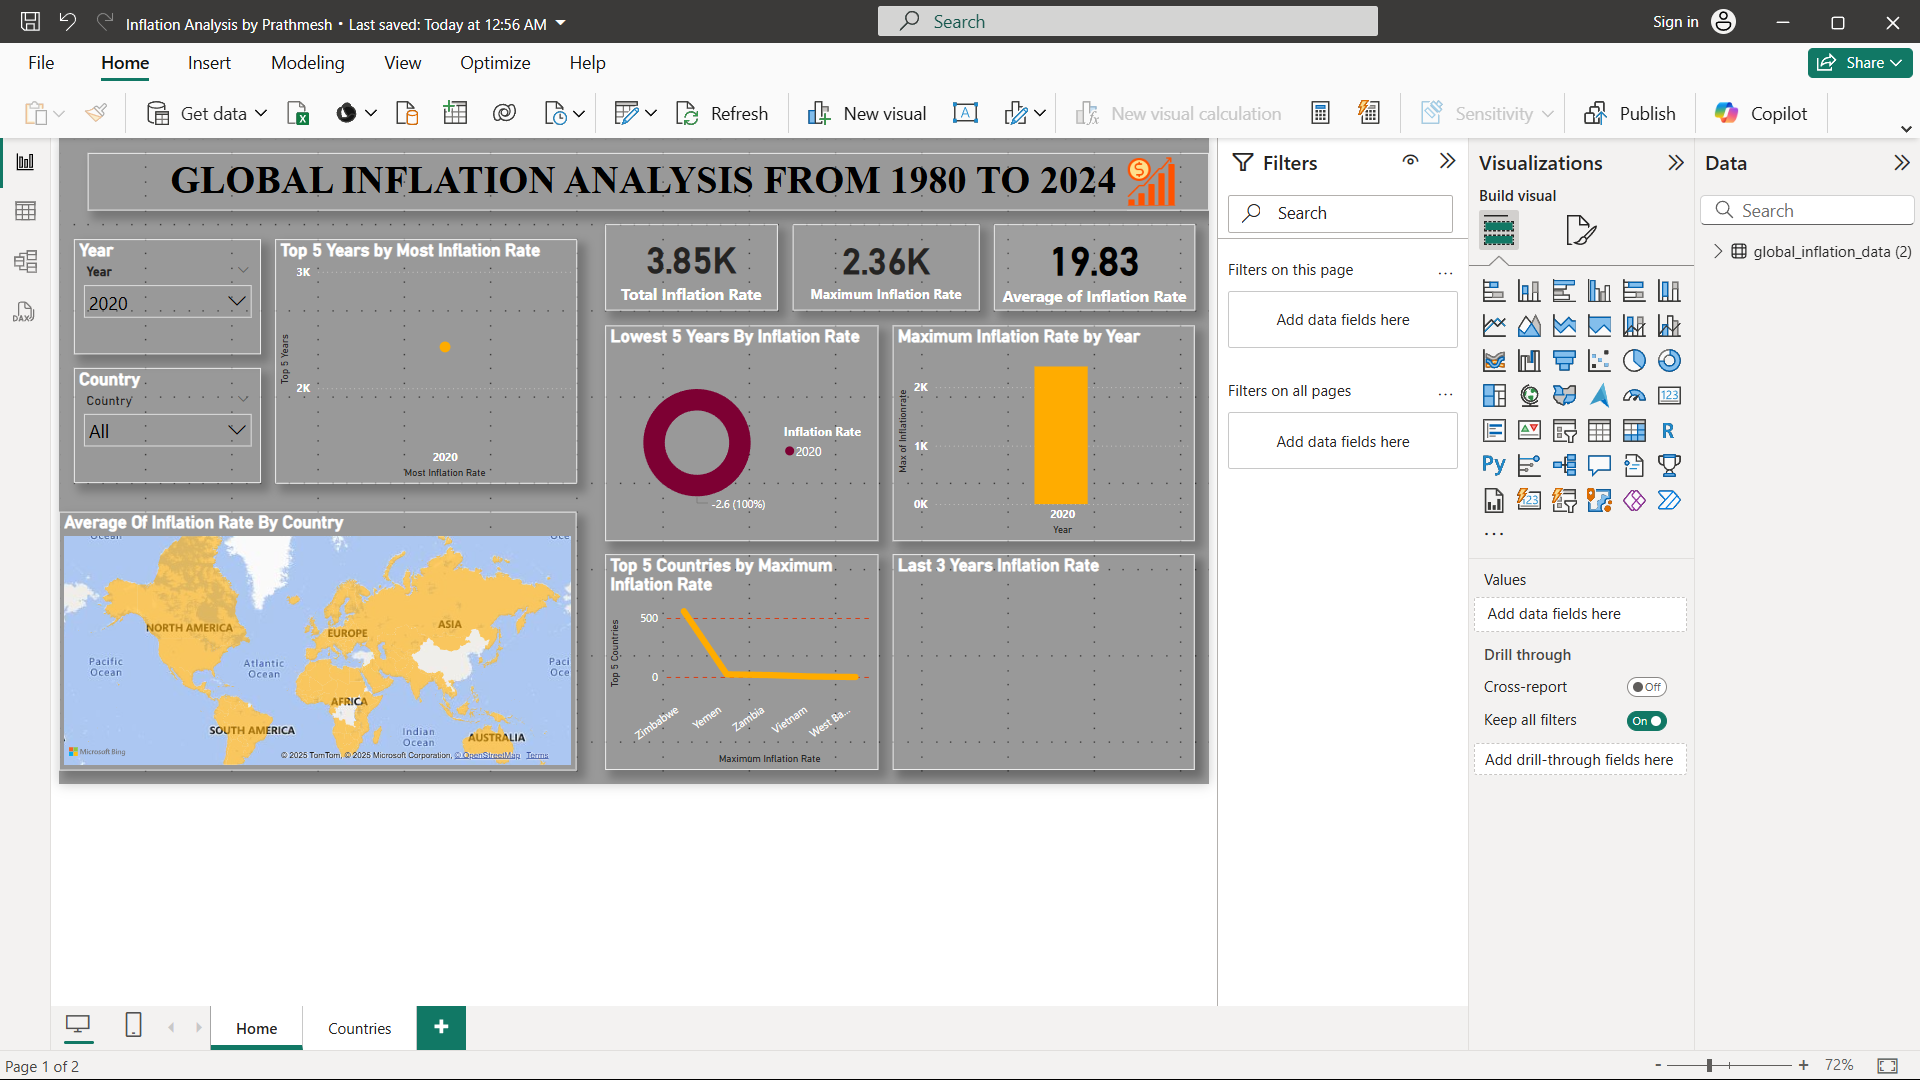 Inflation Analysis by Prathmesh • Last saved: Today at 12:56 AM
Search
Sign in
File
Home
Insert
Modeling
View
Optimize
Help
Share
Get data
Refresh
New visual
A
New visual calculation
Sensitivity
Publish
Copilot
DAX
GLOBAL INFLATION ANALYSIS FROM 1980 TO 2024
Year
Year
2020
Country
Country
All
Top 5 Years by Most Inflation Rate
3K
2K
Top 5 Years
2020
Most Inflation Rate
3.85K
Total Inflation Rate
2.36K
Maximum Inflation Rate
19.83
Average of Inflation Rate
Lowest 5 Years By Inflation Rate
Inflation Rate
2020
-2.6 (100%)
Maximum Inflation Rate by Year
2K
1K
0K
Max of Inflationrate
2020
Year
Average Of Inflation Rate By Country
NORTH AMERICA
EUROPE
ASIA
Pacific
Ocean
Atlantic
Ocean
AFRICA
SOUTH AMERICA
Indian
Ocean
AUSTRALIA
Paci
Oce
Microsoft Bing
© 2025 TomTom, © 2025 Microsoft Corporation, © OpenStreetMap Terms
Top 5 Countries by Maximum
Inflation Rate
500
0
Top 5 Countries
Zimbabwe
Yemen
Zambia
Vietnam
West Ba...
Maximum Inflation Rate
Last 3 Years Inflation Rate
Filters
Search
Filters on this page
...
Add data fields here
Filters on all pages
...
Add data fields here
Visualizations
Build visual
123
R
Py
123
...
Values
Add data fields here
Drill through
Cross-report
Off
Keep all filters
On
Add drill-through fields here
Data
Search
global_inflation_data (2)
Home
Countries
+
Page 1 of 2
-
+
72%